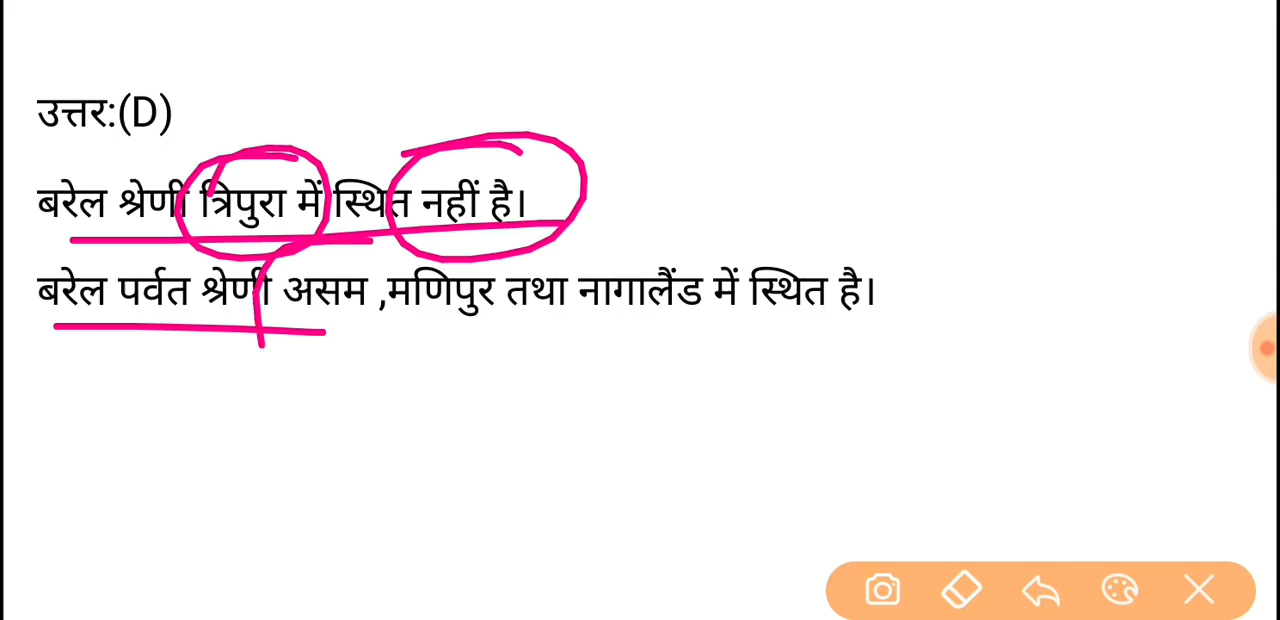 उत्तर:(D)
बरेल श्रेणी त्रिपुरा में स्थित नहीं है।
बरेल पर्वत श्रेणी असम ,मणिपुर तथा नागालैंड में स्थित है।